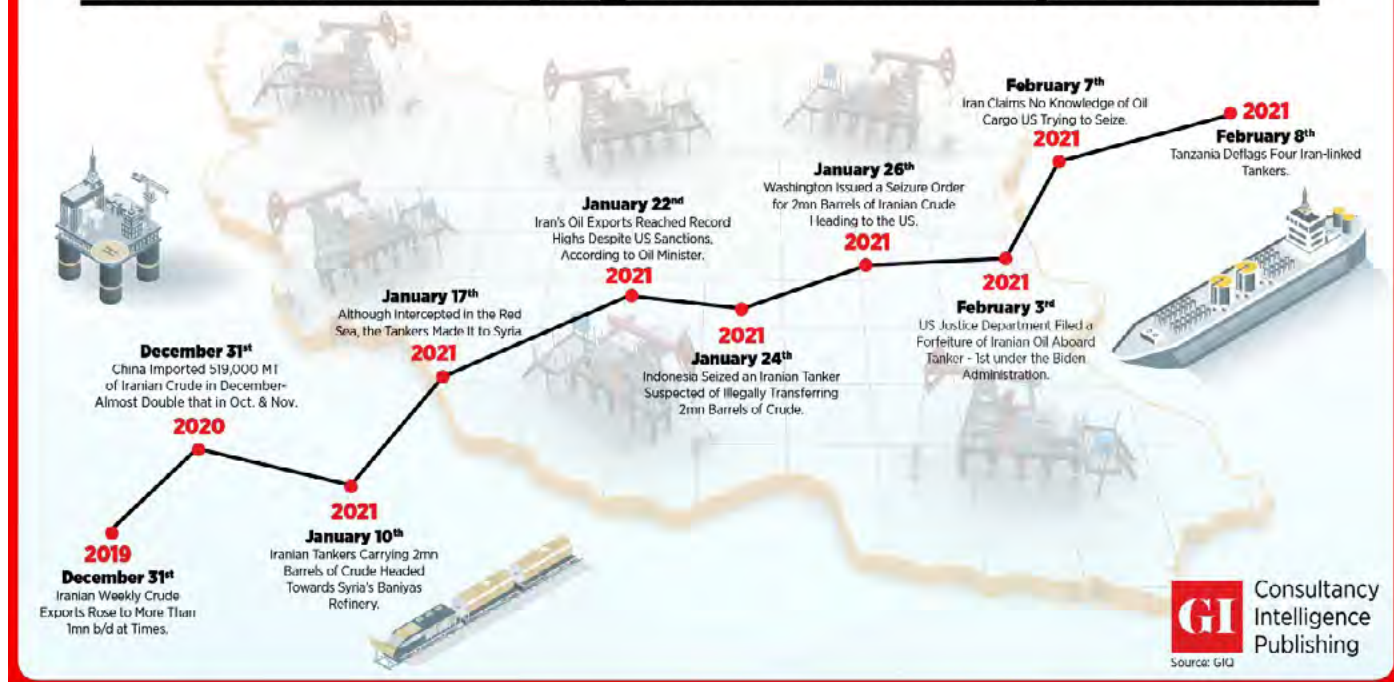 2019
December 31st
Iranian Weekly Crude
Exports Rose to More Than
1mn b/d at Times.
December 31st
China Imported 519,000 MT
of Iranian Crude in December-
Almost Double that in Oct. & Nov.
2020
2021
January 10th
Iranian Tankers Carrying 2mn
Barrels of Crude Headed
Towards Syria's Baniyas
Refinery.
January 17th
Although Intercepted in the Red
Sea, the Tankers Made It to Syria
2021
January 22nd
Iran's Oil Exports Reached Record
Highs Despite US Sanctions,
According to Oil Minister.
2021
2021
January 24th
Indonesia Seized an Iranian Tanker
Suspected of Illegally Transferring
2mn Barrels of Crude.
January 26th
Washington Issued a Seizure Order
for 2mn Barrels of Iranian Crude
Heading to the US.
2021
2021
February 3rd
US Justice Department Filed a
Forfeiture of Iranian Oil Aboard
Tanker - 1st under the Biden
Administration.
February 7th
Iran Claims No Knowledge of Oil
Cargo US Trying to Seize.
2021
2021
February 8th
Tanzania Deflags Four Iran-linked
Tankers.
GI
Consultancy
Intelligence
Publishing
Source: GIQ